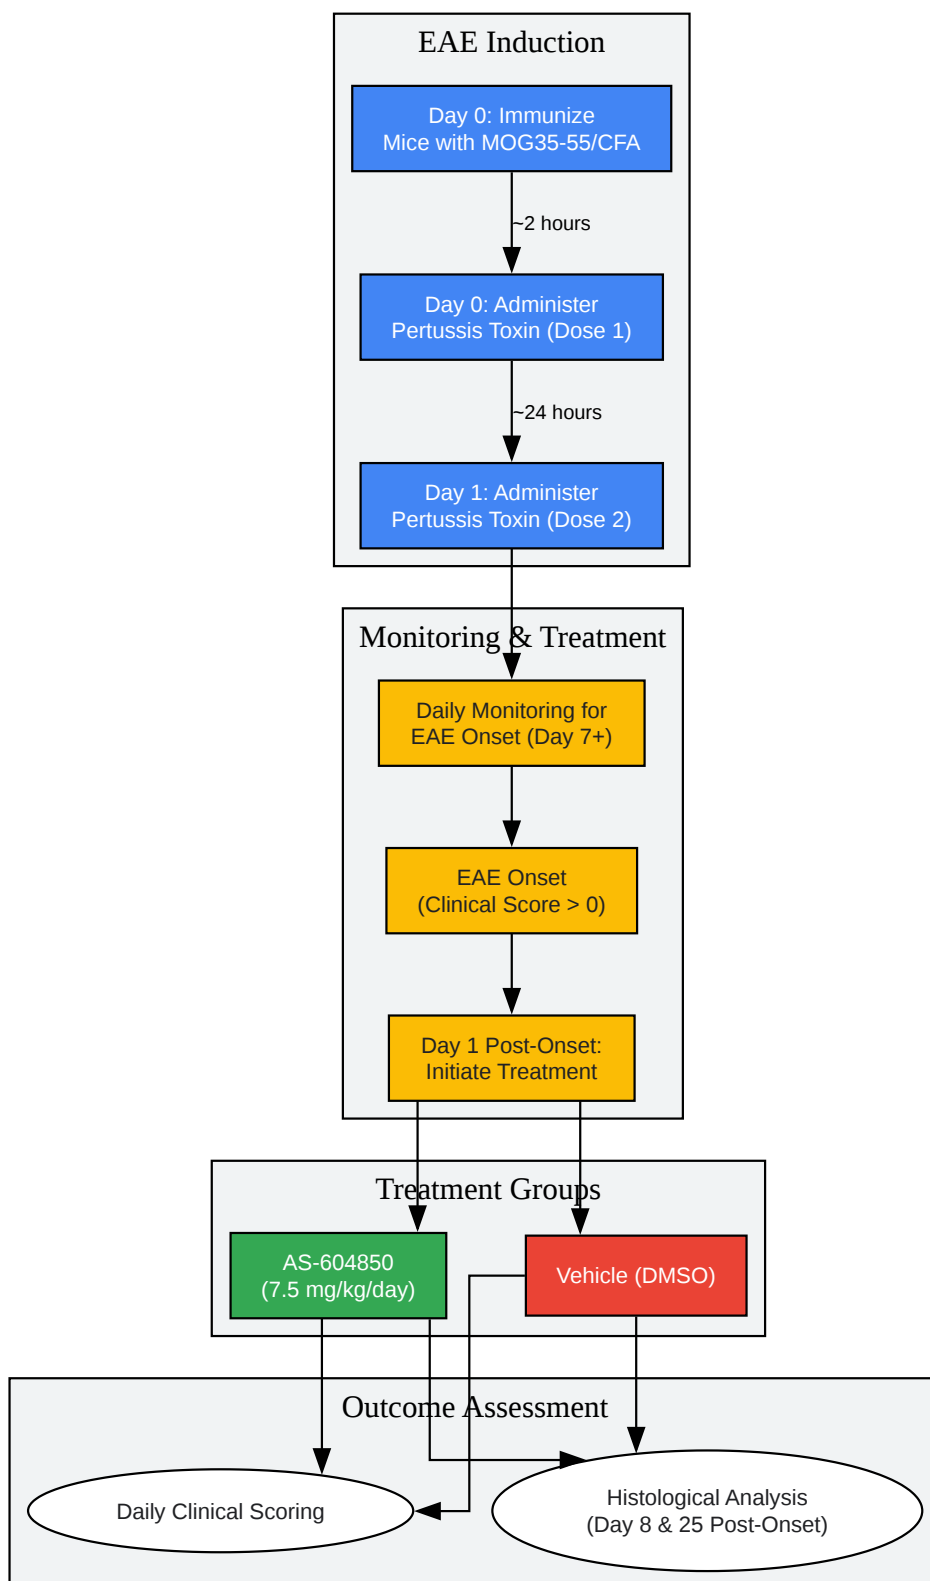 EAE Induction
Day 0: Immunize
Mice with MOG35-55/CFA
~2 hours
Day 0: Administer
Pertussis Toxin (Dose 1)
~24 hours
Day 1: Administer
Pertussis Toxin (Dose 2)
Monitoring & Treatment
Daily Monitoring for
EAE Onset (Day 7+)
EAE Onset
(Clinical Score > 0)
Day 1 Post-Onset:
Initiate Treatment
Treatment Groups
AS-604850
(7.5 mg/kg/day)
Vehicle (DMSO)
Outcome Assessment
Daily Clinical Scoring
Histological Analysis
(Day 8 & 25 Post-Onset)